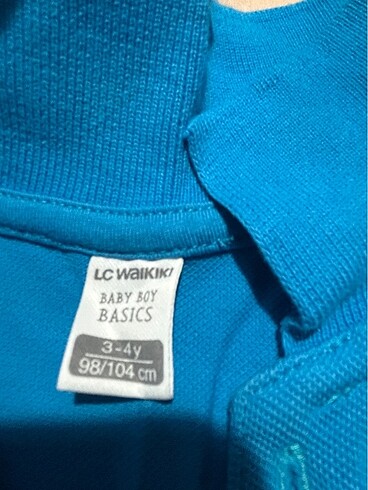 LC WAIKIKI
BABY BOY
BASICS
3-4y
98/104 cm